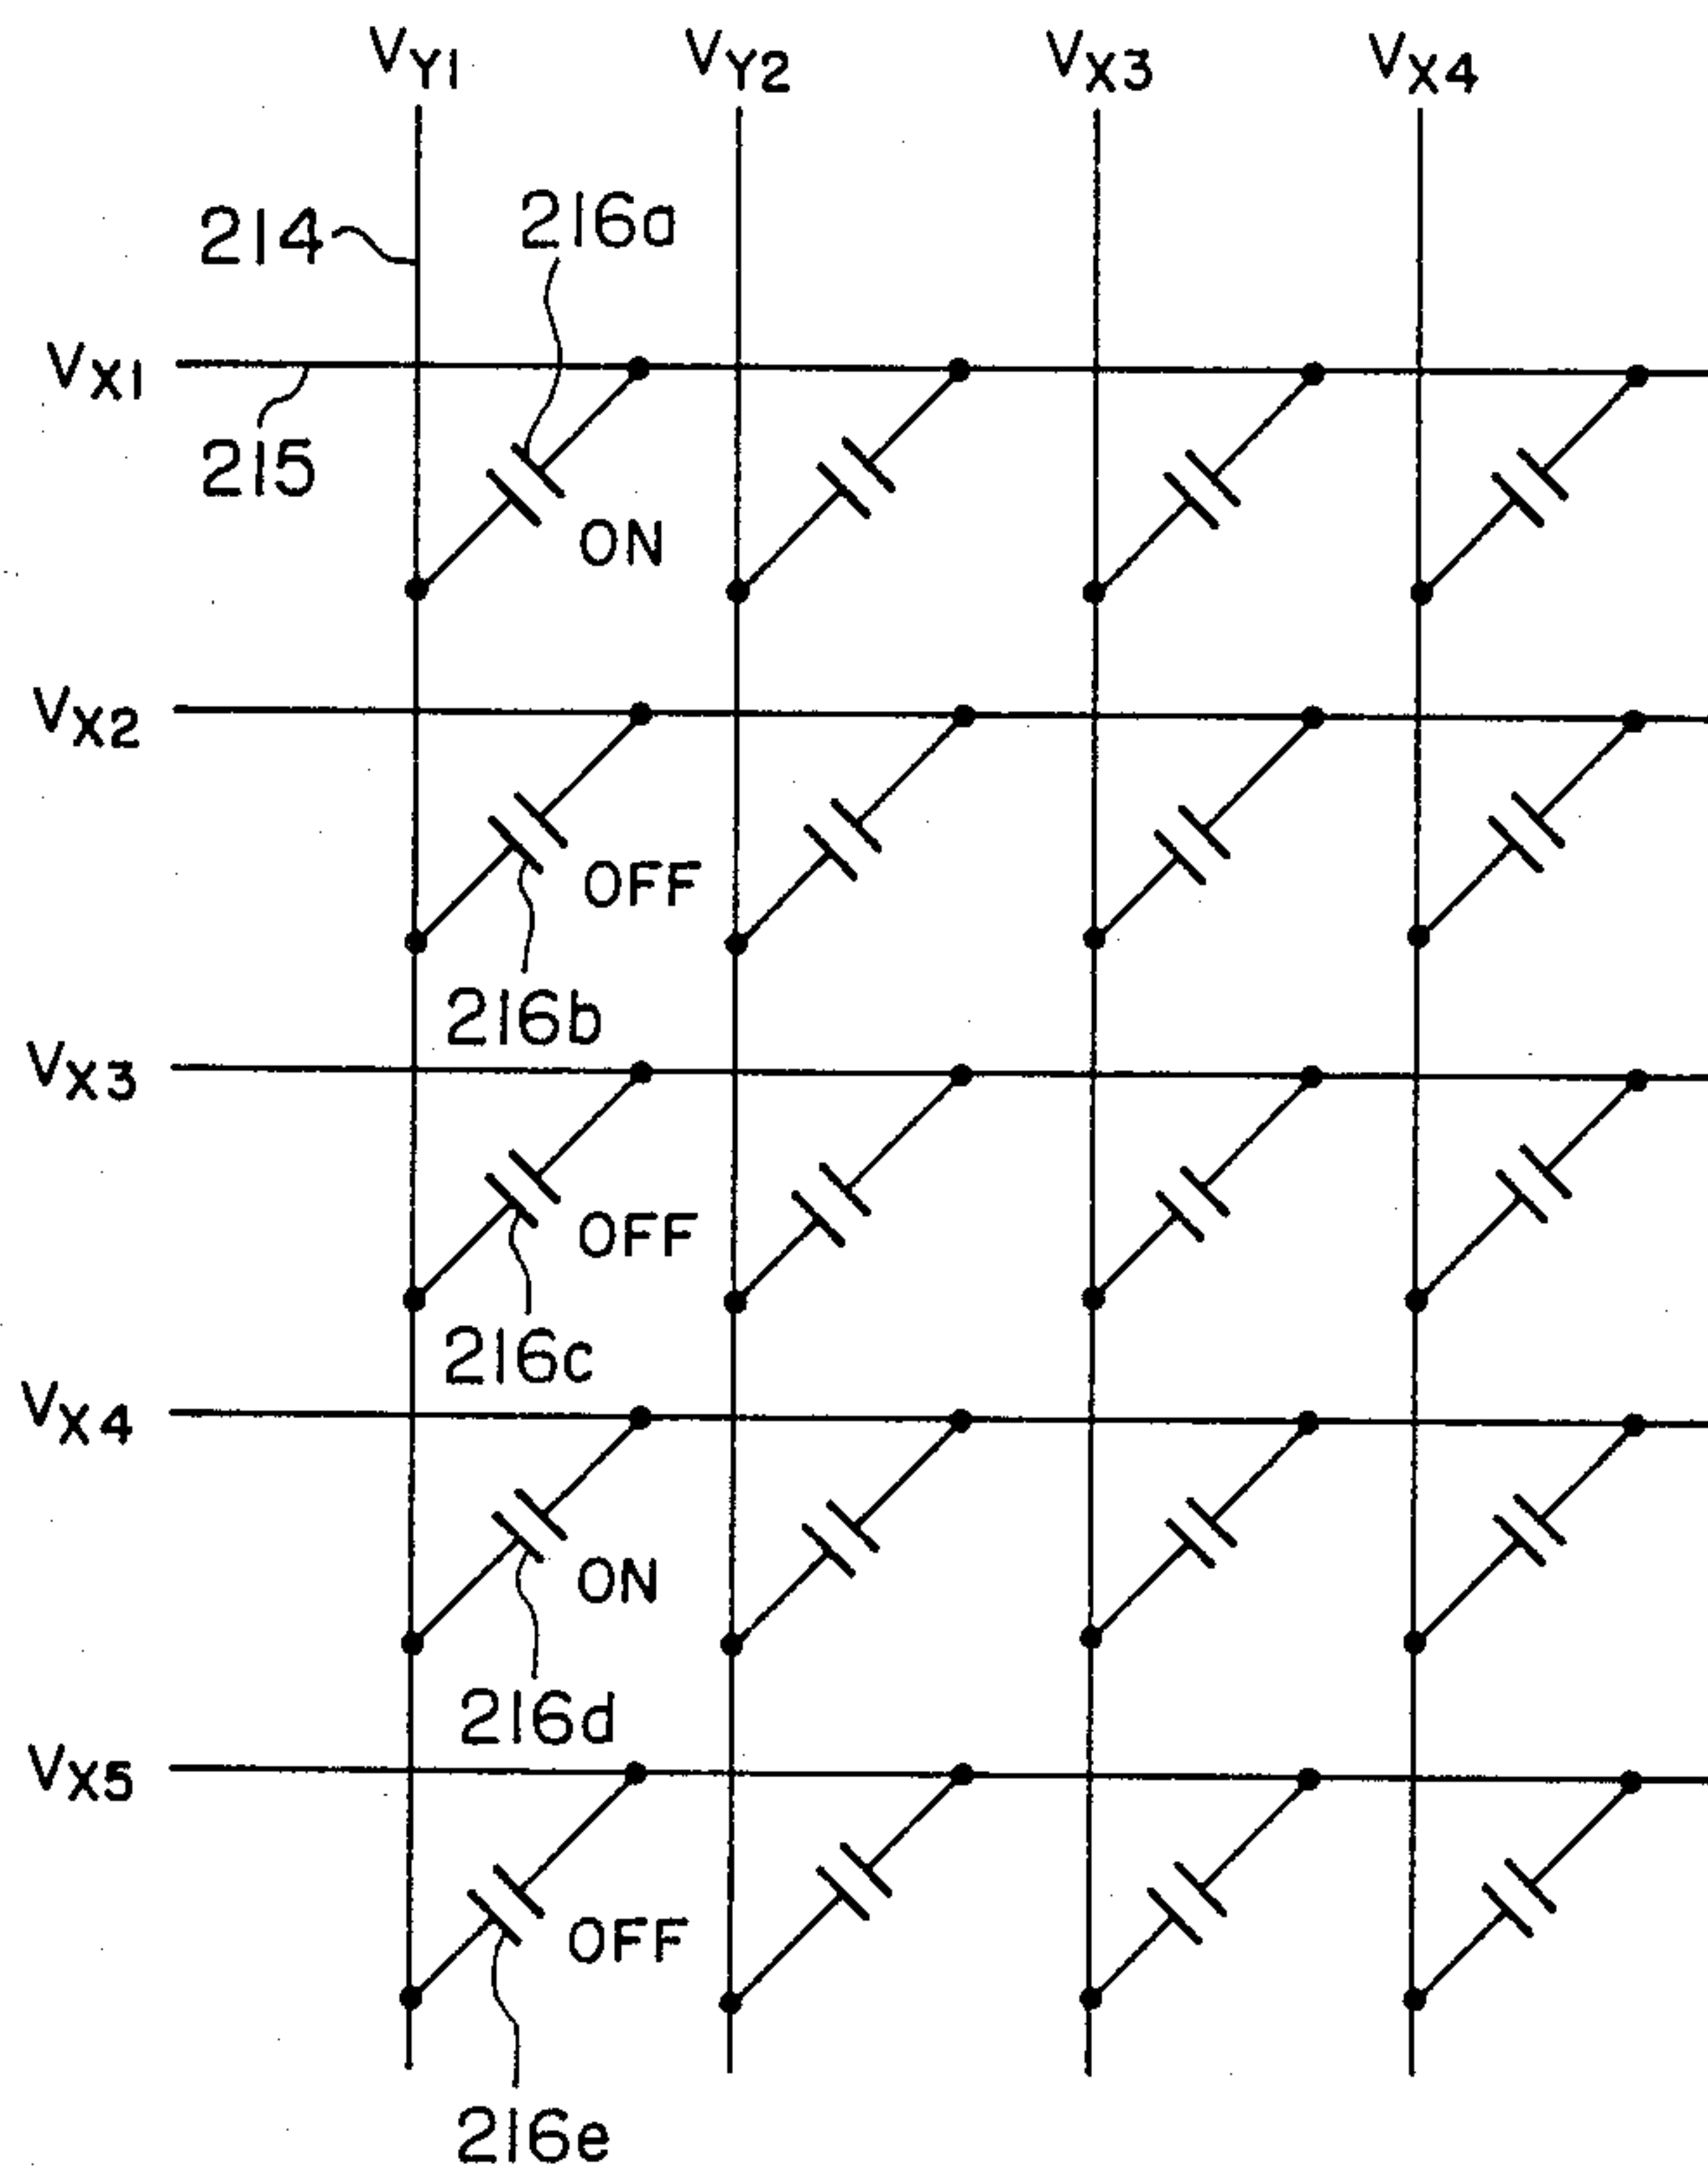 VY1 VY2 VX3 VX4
214
216a
VX1
215
ON
VX2
OFF
216b
VX3
OFF
216c
VX4
ON
216d
VX5
OFF
216e